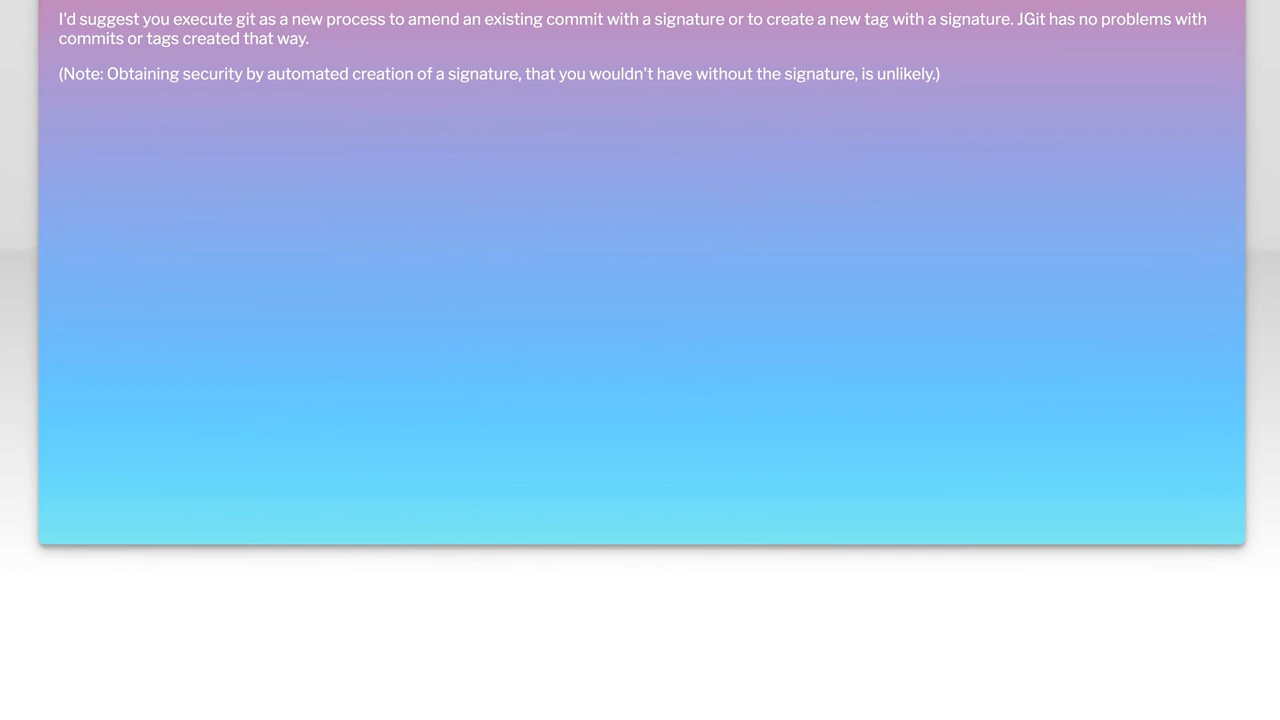 I'd suggest you execute git as a new process to amend an existing commit with a signature or to create a new tag with a signature. JGit has no problems with
commits or tags created that way.
(Note: Obtaining security by automated creation of a signature, that you wouldn't have without the signature, is unlikely.)